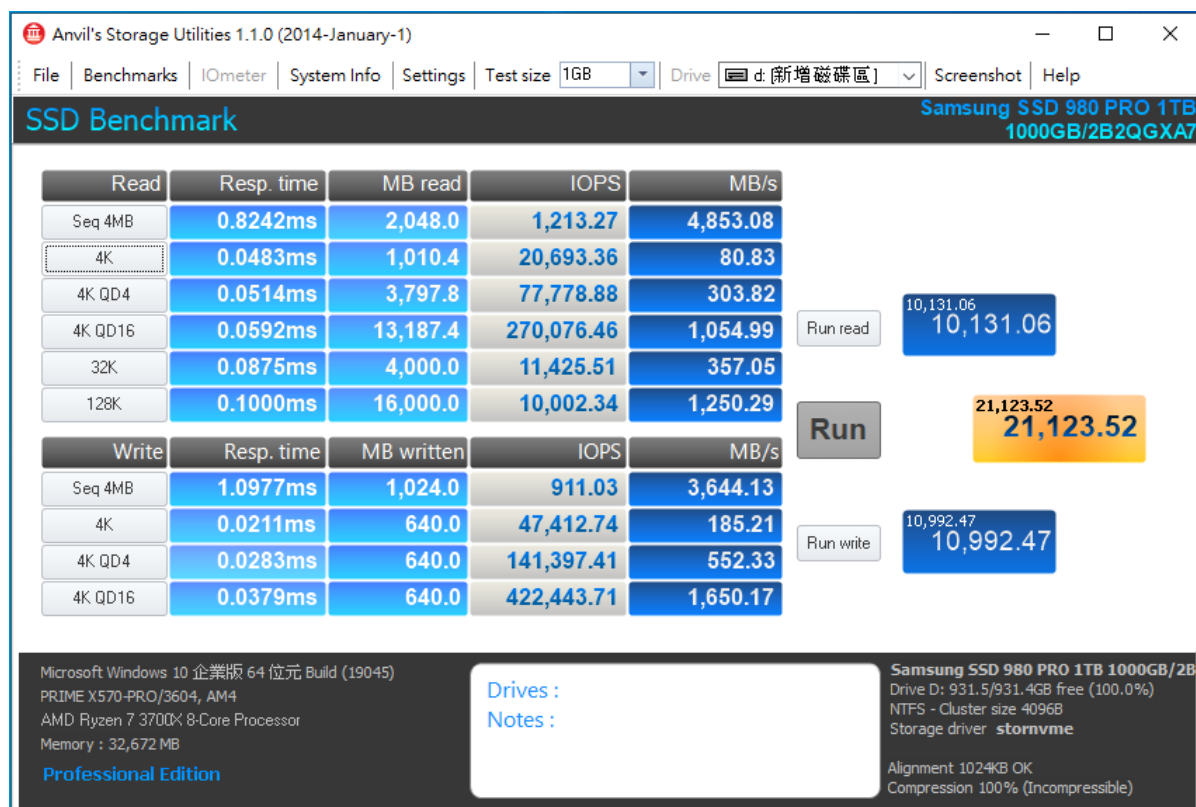 Anvil's Storage Utilities 1.1.0 (2014-January-1)
File Benchmarks IOmeter System Info Settings Test size 1GB Drive d: [新增磁碟區] Screenshot Help
SSD Benchmark
Samsung SSD 980 PRO 1TB
1000GB/2B2QGXA7
Read Resp. time MB read IOPS MB/s
Seq 4MB 0.8242ms 2,048.0 1,213.27 4,853.08
4K 0.0483ms 1,010.4 20,693.36 80.83
4K QD4 0.0514ms 3,797.8 77,778.88 303.82
4K QD16 0.0592ms 13,187.4 270,076.46 1,054.99
32K 0.0875ms 4,000.0 11,425.51 357.05
128K 0.1000ms 16,000.0 10,002.34 1,250.29
Run read
10,131.06
10,131.06
Run
21,123.52
21,123.52
Write Resp. time MB written IOPS MB/s
Seq 4MB 1.0977ms 1,024.0 911.03 3,644.13
4K 0.0211ms 640.0 47,412.74 185.21
4K QD4 0.0283ms 640.0 141,397.41 552.33
4K QD16 0.0379ms 640.0 422,443.71 1,650.17
Run write
10,992.47
10,992.47
Microsoft Windows 10 企業版 64 位元 Build (19045)
PRIME X570-PRO/3604, AM4
AMD Ryzen 7 3700X 8-Core Processor
Memory : 32,672 MB
Professional Edition
Drives :
Notes :
Samsung SSD 980 PRO 1TB 1000GB/2B
Drive D: 931.5/931.4GB free (100.0%)
NTFS - Cluster size 4096B
Storage driver stornvme
Alignment 1024KB OK
Compression 100% (Incompressible)